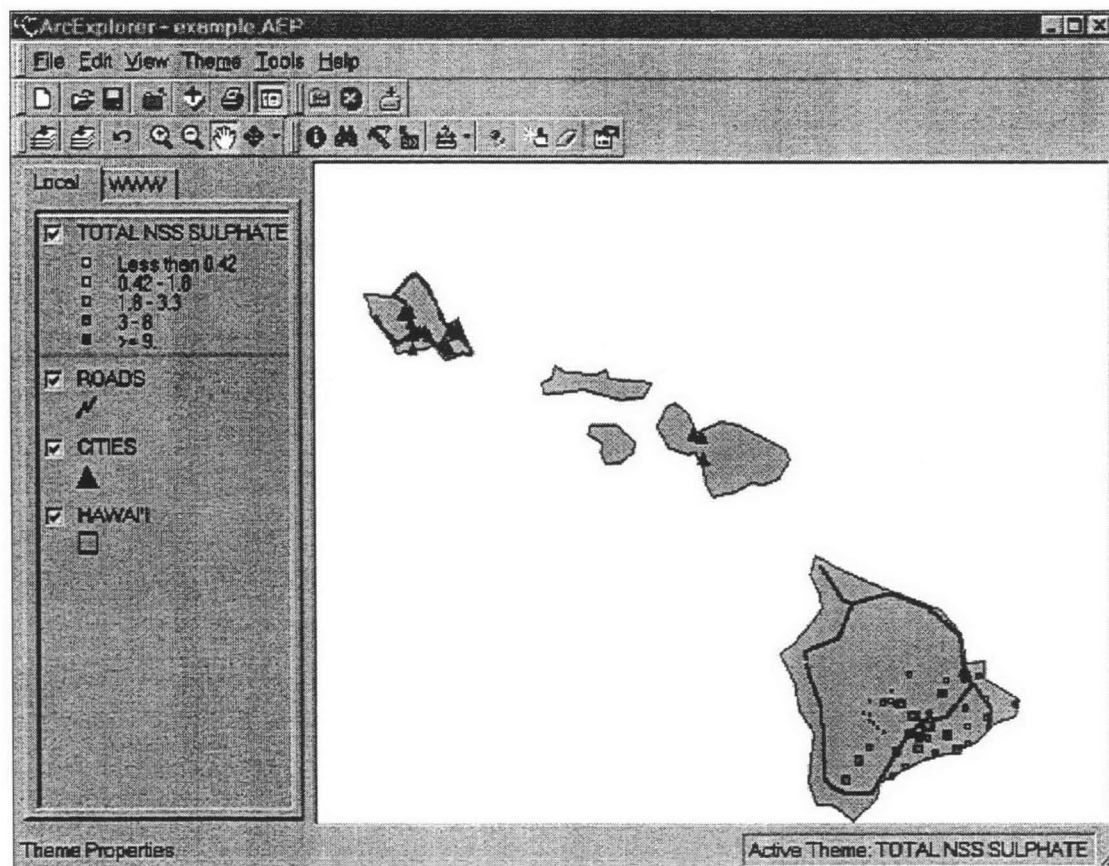 ArcExplorer - example.AEP
File Edit View Theme Tools Help
Local WWW
TOTAL NSS SULPHATE
Less then 0.42
0.42 - 1.8
1.8 - 3.3
3 - 8
>= 9.
ROADS
CITIES
HAWAI'I
Theme Properties
Active Theme: TOTAL NSS SULPHATE